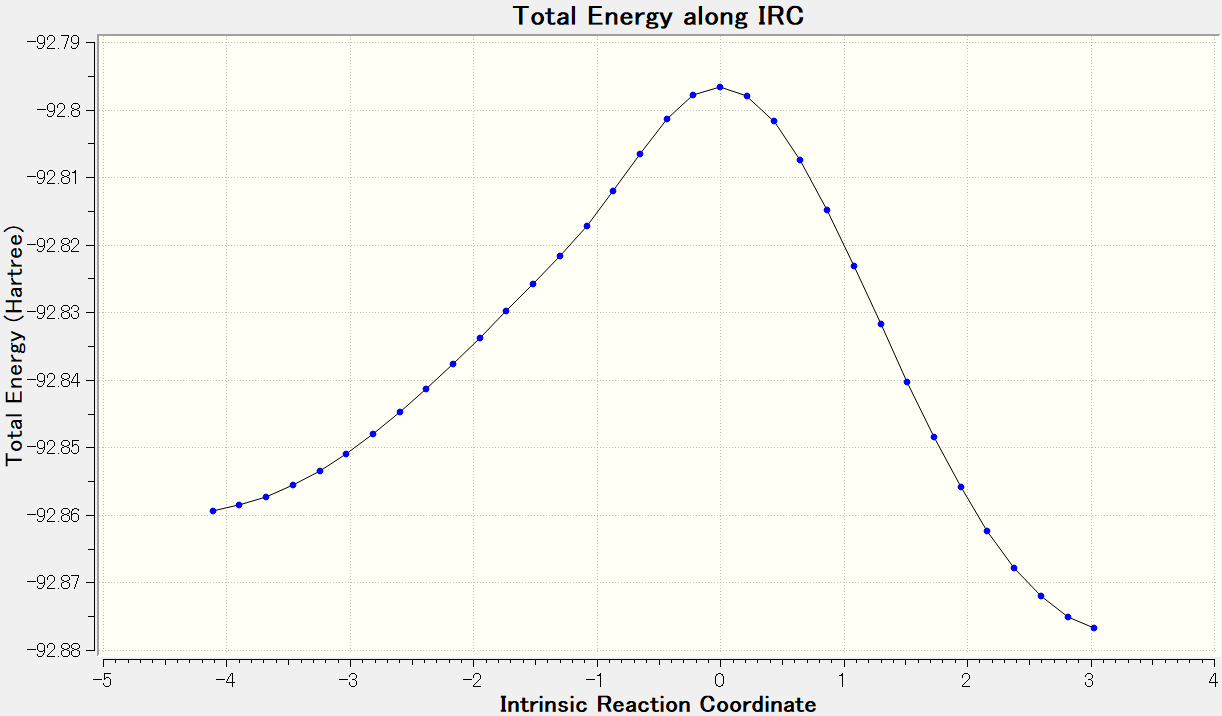 Total Energy along IRC
Total Energy (Hartree)
-92.79
-92.8
-92.81
-92.82
-92.83
-92.84
-92.85
-92.86
-92.87
-92.88
-5 -4 -3 -2 -1 0 1 2 3 4
Intrinsic Reaction Coordinate